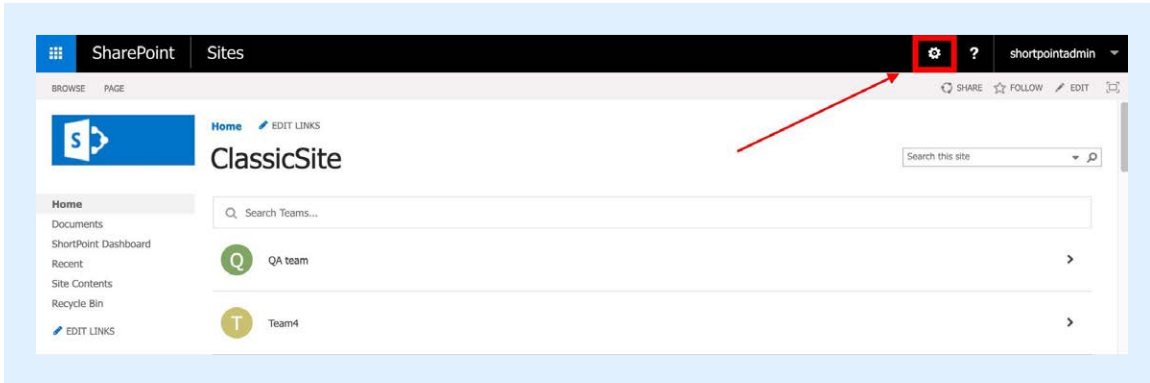 SharePoint Sites ? shortpointadmin
BROWSE PAGE SHARE FOLLOW EDIT
S
Home EDIT LINKS
ClassicSite
Search this site
Home
Documents
ShortPoint Dashboard
Recent
Site Contents
Recycle Bin
EDIT LINKS
Search Teams...
Q QA team
T Team4